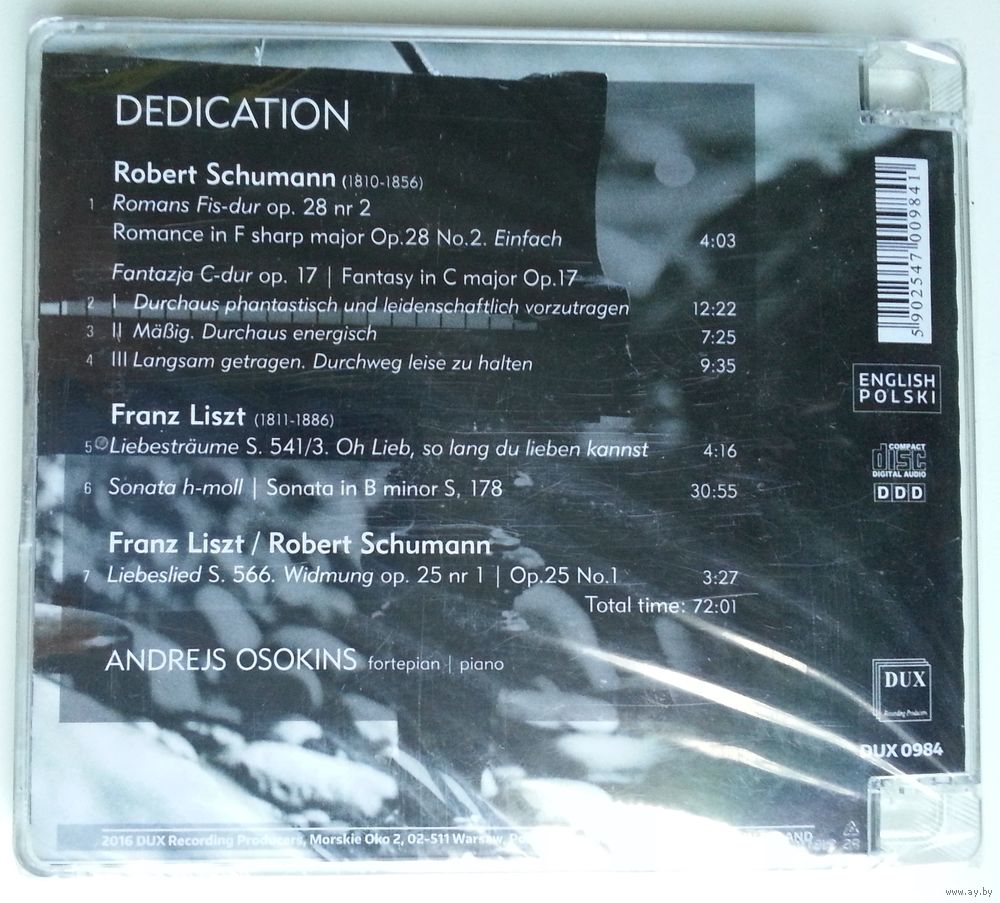 DEDICATION
Robert Schumann (1810-1856)
1 Romans Fis-dur op. 28 nr 2
Romance in F sharp major Op.28 No.2. Einfach 4:03
Fantazja C-dur op. 17 | Fantasy in C major Op.17
2 I Durchaus phantastisch und leidenschaftlich vorzutragen 12:22
3 II Mäßig. Durchaus energisch 7:25
4 III Langsam getragen. Durchweg leise zu halten 9:35
Franz Liszt (1811-1886)
5 Liebesträume S. 541/3. Oh Lieb, so lang du lieben kannst 4:16
6 Sonata h-moll | Sonata in B minor S, 178 30:55
Franz Liszt / Robert Schumann
7 Liebeslied S. 566. Widmung op. 25 nr 1 | Op.25 No.1 3:27
Total time: 72:01
ANDREJS OSOKINS fortepian | piano
5 902547 009841
ENGLISH
POLSKI
COMPACT
disc
DIGITAL AUDIO
DDD
DUX
Recording Producers
DUX 0984
2016 DUX Recording Producers, Morskie Oko 2, 02-511 Warsaw,
www.ay.by